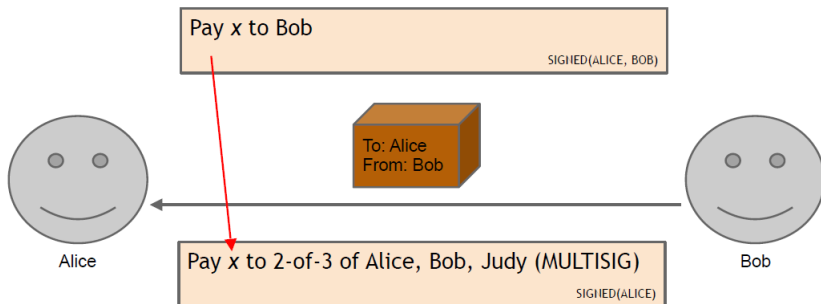 Pay x to Bob
SIGNED(ALICE, BOB)
To: Alice
From: Bob
Alice
Bob
Pay x to 2-of-3 of Alice, Bob, Judy (MULTISIG)
SIGNED(ALICE)